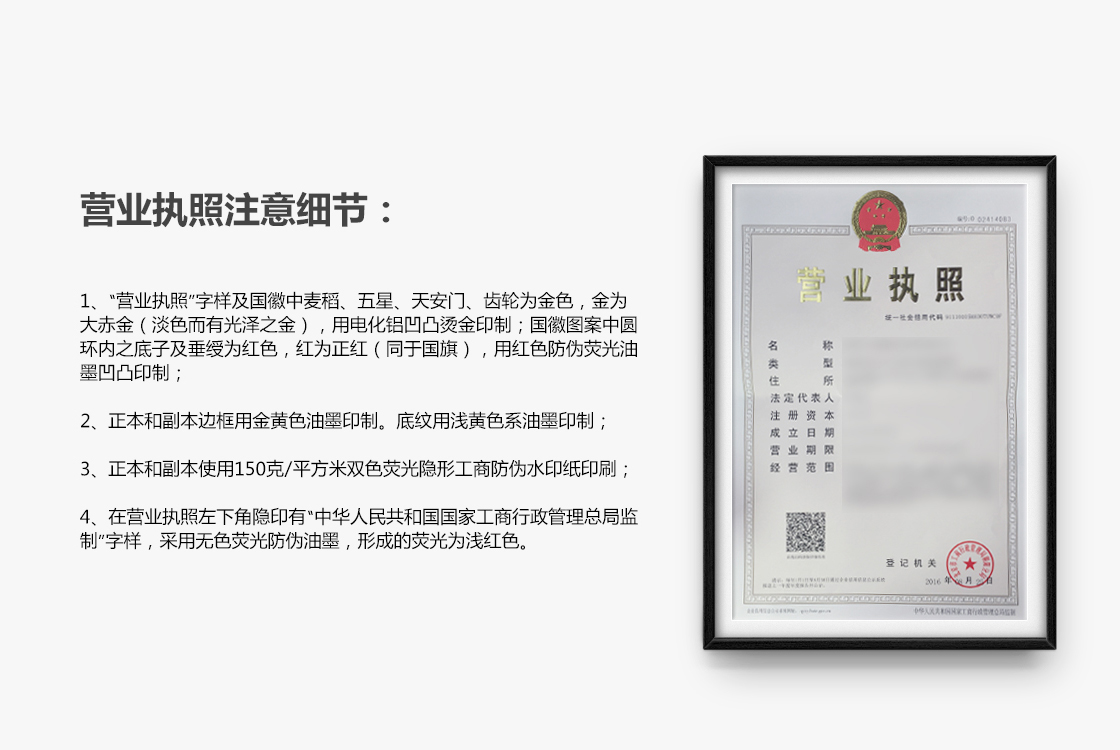 营业执照注意细节：
1、“营业执照”字样及国徽中麦稻、五星、天安门、齿轮为金色，金为
大赤金（淡色而有光泽之金），用电化铝凹凸烫金印制；国徽图案中圆
环内之底子及垂绶为红色，红为正红（同于国旗），用红色防伪荧光油
墨凹凸印制；
2、正本和副本边框用金黄色油墨印制。底纹用浅黄色系油墨印制；
3、正本和副本使用150克/平方米双色荧光隐形工商防伪水印纸印刷；
4、在营业执照左下角隐印有“中华人民共和国国家工商行政管理总局监
制”字样，采用无色荧光防伪油墨，形成的荧光为浅红色。
营业执照
统一社会信用代码
名称
类型
住所
法定代表人
注册资本
成立日期
营业期限
经营范围
登记机关
2016 年 月 日
中华人民共和国国家工商行政管理总局监制